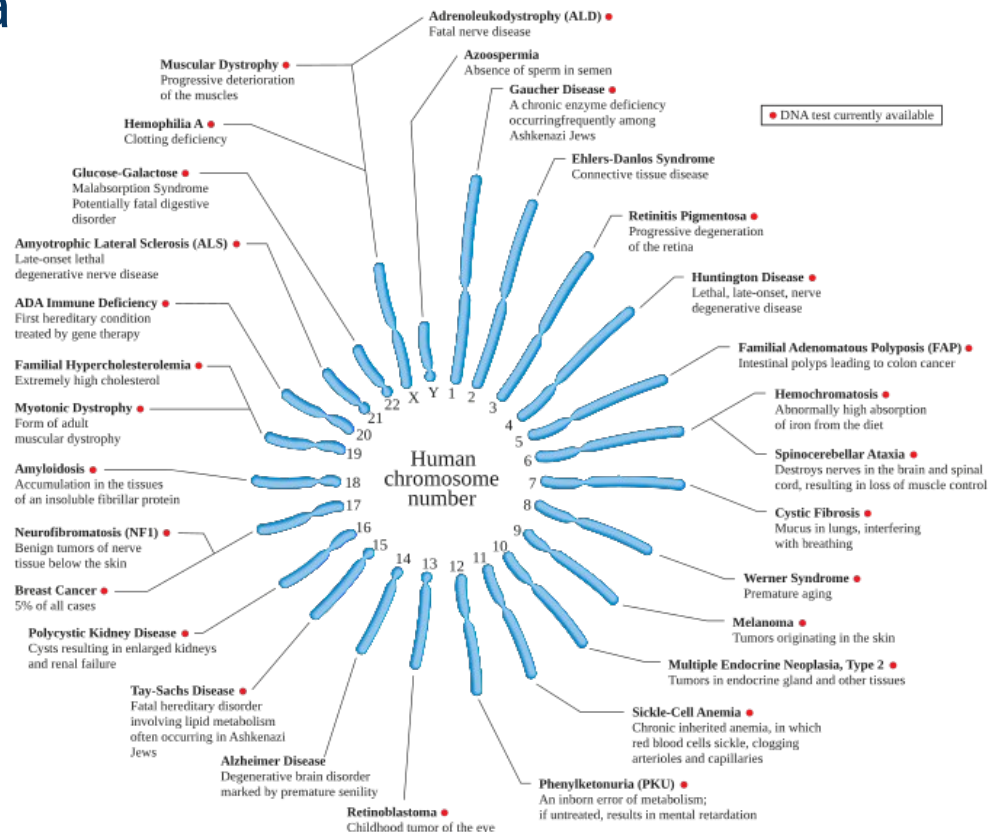 a
Adrenoleukodystrophy (ALD)
Fatal nerve disease
Azoospermia
Absence of sperm in semen
Gaucher Disease
A chronic enzyme deficiency
occurringfrequently among
Ashkenazi Jews
DNA test currently available
Ehlers-Danlos Syndrome
Connective tissue disease
Retinitis Pigmentosa
Progressive degeneration
of the retina
Huntington Disease
Lethal, late-onset, nerve
degenerative disease
Familial Adenomatous Polyposis (FAP)
Intestinal polyps leading to colon cancer
Hemochromatosis
Abnormally high absorption
of iron from the diet
Spinocerebellar Ataxia
Destroys nerves in the brain and spinal
cord, resulting in loss of muscle control
Cystic Fibrosis
Mucus in lungs, interfering
with breathing
Werner Syndrome
Premature aging
Melanoma
Tumors originating in the skin
Multiple Endocrine Neoplasia, Type 2
Tumors in endocrine gland and other tissues
Sickle-Cell Anemia
Chronic inherited anemia, in which
red blood cells sickle, clogging
arterioles and capillaries
Phenylketonuria (PKU)
An inborn error of metabolism;
if untreated, results in mental retardation
Retinoblastoma
Childhood tumor of the eye
Alzheimer Disease
Degenerative brain disorder
marked by premature senility
Tay-Sachs Disease
Fatal hereditary disorder
involving lipid metabolism
often occurring in Ashkenazi
Jews
Polycystic Kidney Disease
Cysts resulting in enlarged kidneys
and renal failure
Breast Cancer
5% of all cases
Neurofibromatosis (NF1)
Benign tumors of nerve
tissue below the skin
Amyloidosis
Accumulation in the tissues
of an insoluble fibrillar protein
Myotonic Dystrophy
Form of adult
muscular dystrophy
Familial Hypercholesterolemia
Extremely high cholesterol
ADA Immune Deficiency
First hereditary condition
treated by gene therapy
Amyotrophic Lateral Sclerosis (ALS)
Late-onset lethal
degenerative nerve disease
Glucose-Galactose
Malabsorption Syndrome
Potentially fatal digestive
disorder
Hemophilia A
Clotting deficiency
Muscular Dystrophy
Progressive deterioration
of the muscles
Human
chromosome
number
1
2
3
4
5
6
7
8
9
10
11
12
13
14
15
16
17
18
19
20
21
22
X
Y